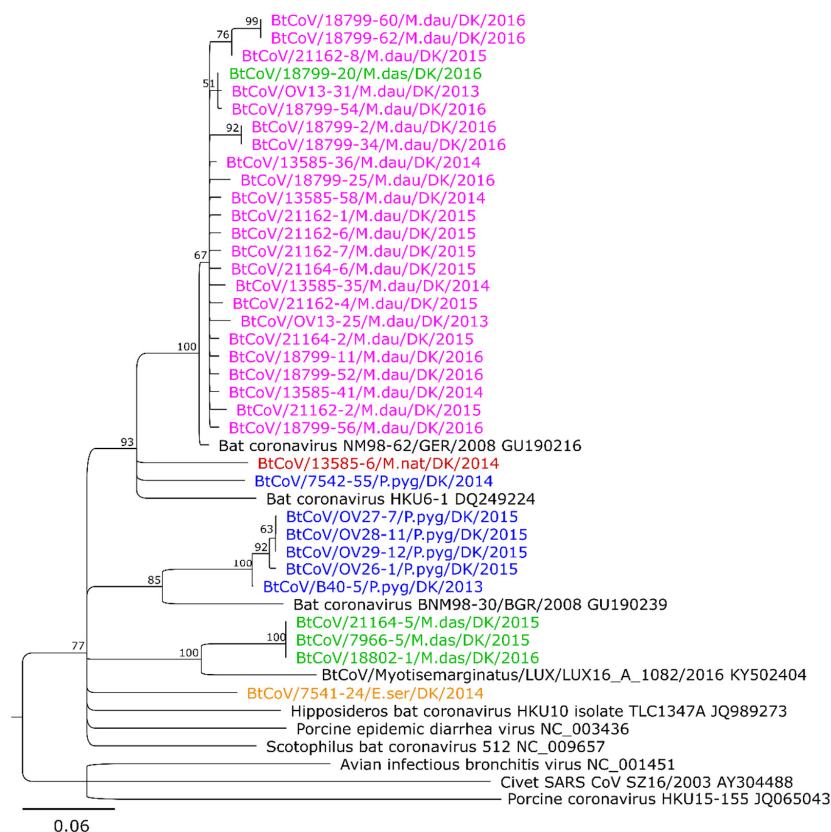 99
BtCoV/18799-60/M.dau/DK/2016
76
BtCoV/18799-62/M.dau/DK/2016
BtCoV/21162-8/M.dau/DK/2015
BtCoV/18799-20/M.das/DK/2016
51
BtCoV/OV13-31/M.dau/DK/2013
BtCoV/18799-54/M.dau/DK/2016
92
BtCoV/18799-2/M.dau/DK/2016
BtCoV/18799-34/M.dau/DK/2016
BtCoV/13585-36/M.dau/DK/2014
BtCoV/18799-25/M.dau/DK/2016
BtCoV/13585-58/M.dau/DK/2014
BtCoV/21162-1/M.dau/DK/2015
BtCoV/21162-6/M.dau/DK/2015
67
BtCoV/21162-7/M.dau/DK/2015
BtCoV/21164-6/M.dau/DK/2015
BtCoV/13585-35/M.dau/DK/2014
BtCoV/21162-4/M.dau/DK/2015
BtCoV/OV13-25/M.dau/DK/2013
BtCoV/21164-2/M.dau/DK/2015
100
BtCoV/18799-11/M.dau/DK/2016
BtCoV/18799-52/M.dau/DK/2016
BtCoV/13585-41/M.dau/DK/2014
BtCoV/21162-2/M.dau/DK/2015
BtCoV/18799-56/M.dau/DK/2016
93
Bat coronavirus NM98-62/GER/2008 GU190216
BtCoV/13585-6/M.nat/DK/2014
BtCoV/7542-55/P.pyg/DK/2014
Bat coronavirus HKU6-1 DQ249224
BtCoV/OV27-7/P.pyg/DK/2015
63
BtCoV/OV28-11/P.pyg/DK/2015
92
BtCoV/OV29-12/P.pyg/DK/2015
100
BtCoV/OV26-1/P.pyg/DK/2015
85
BtCoV/B40-5/P.pyg/DK/2013
Bat coronavirus BNM98-30/BGR/2008 GU190239
BtCoV/21164-5/M.das/DK/2015
100
BtCoV/7966-5/M.das/DK/2015
77
100
BtCoV/18802-1/M.das/DK/2016
BtCoV/Myotisemarginatus/LUX/LUX16_A_1082/2016 KY502404
BtCoV/7541-24/E.ser/DK/2014
Hipposideros bat coronavirus HKU10 isolate TLC1347A JQ989273
Porcine epidemic diarrhea virus NC_003436
Scotophilus bat coronavirus 512 NC_009657
Avian infectious bronchitis virus NC_001451
Civet SARS CoV SZ16/2003 AY304488
Porcine coronavirus HKU15-155 JQ065043
0.06